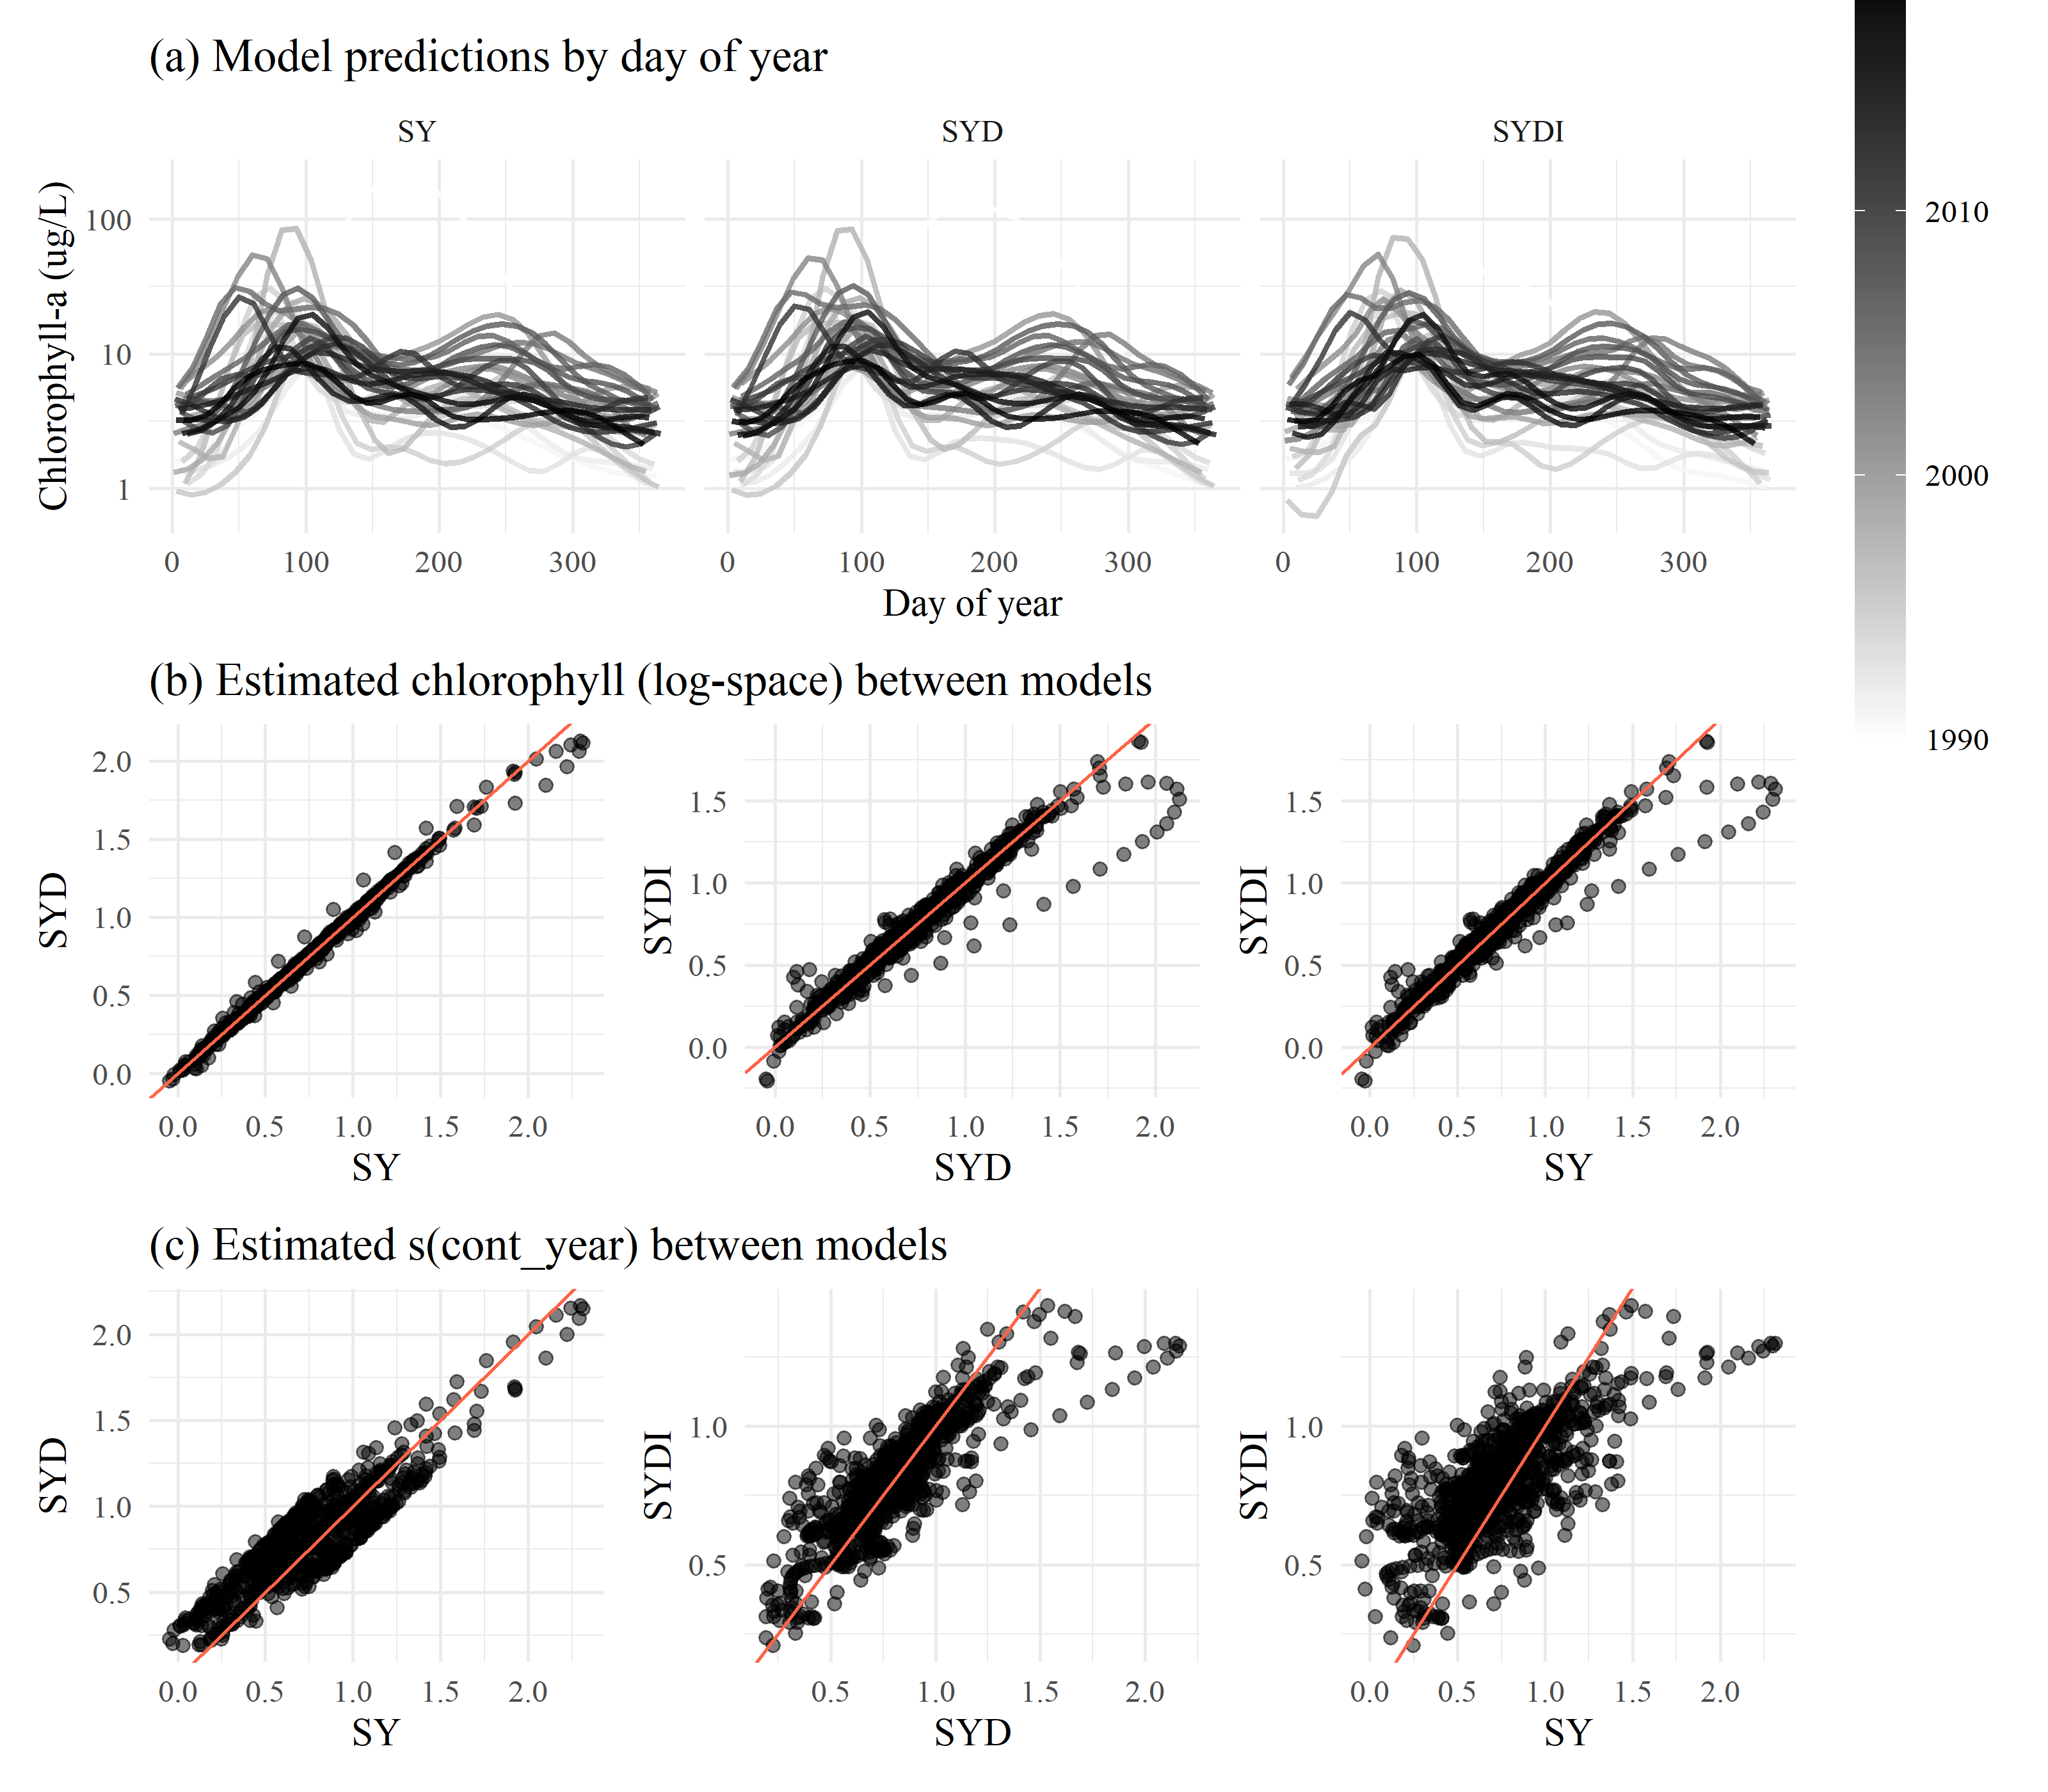 (a) Model predictions by day of year
SY SYD SYDI
Chlorophyll-a (ug/L)
100
10
1
0 100 200 300 0 100 200 300 0 100 200 300
Day of year
2010
2000
1990
(b) Estimated chlorophyll (log-space) between models
SYD
2.0
1.5
1.0
0.5
0.0
0.0 0.5 1.0 1.5 2.0
SY
SYDI
1.5
1.0
0.5
0.0
0.0 0.5 1.0 1.5 2.0
SYD
SYDI
1.5
1.0
0.5
0.0
0.0 0.5 1.0 1.5 2.0
SY
(c) Estimated s(cont_year) between models
SYD
2.0
1.5
1.0
0.5
0.0 0.5 1.0 1.5 2.0
SY
SYDI
1.0
0.5
0.5 1.0 1.5 2.0
SYD
SYDI
1.0
0.5
0.0 0.5 1.0 1.5 2.0
SY